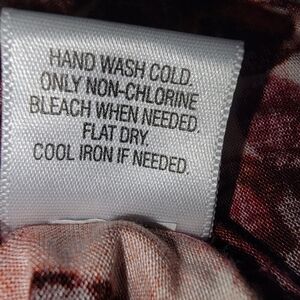 HAND WASH COLD.
ONLY NON-CHLORINE
BLEACH WHEN NEEDED.
FLAT DRY.
COOL IRON IF NEEDED.